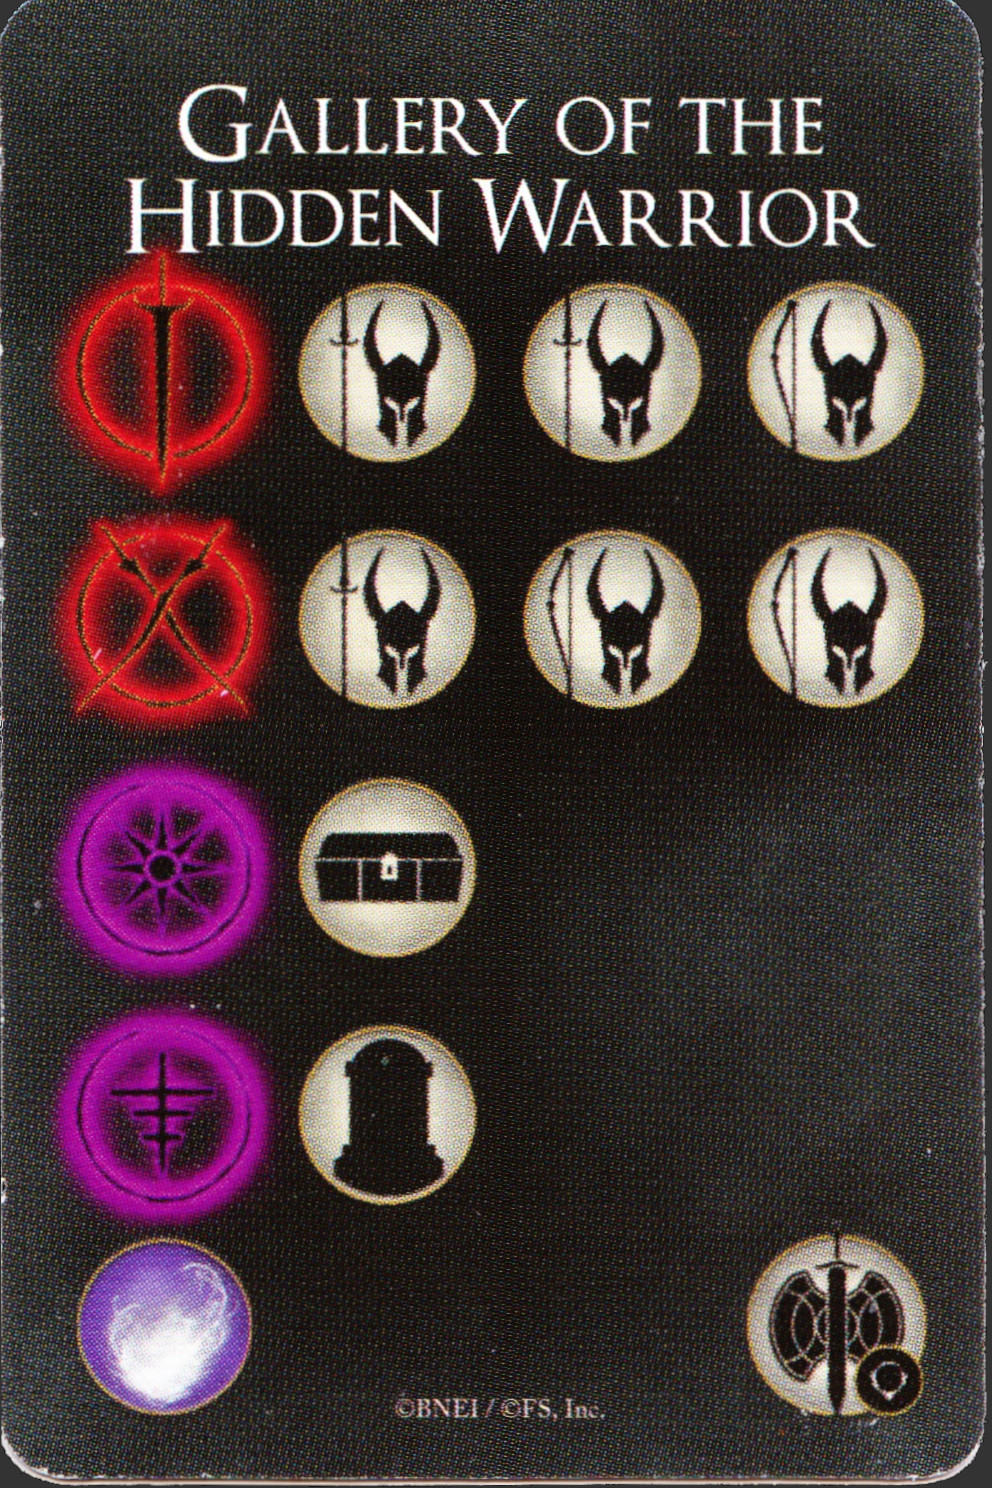 GALLERY OF THE
HIDDEN WARRIOR
©BNEI / ©FS, Inc.